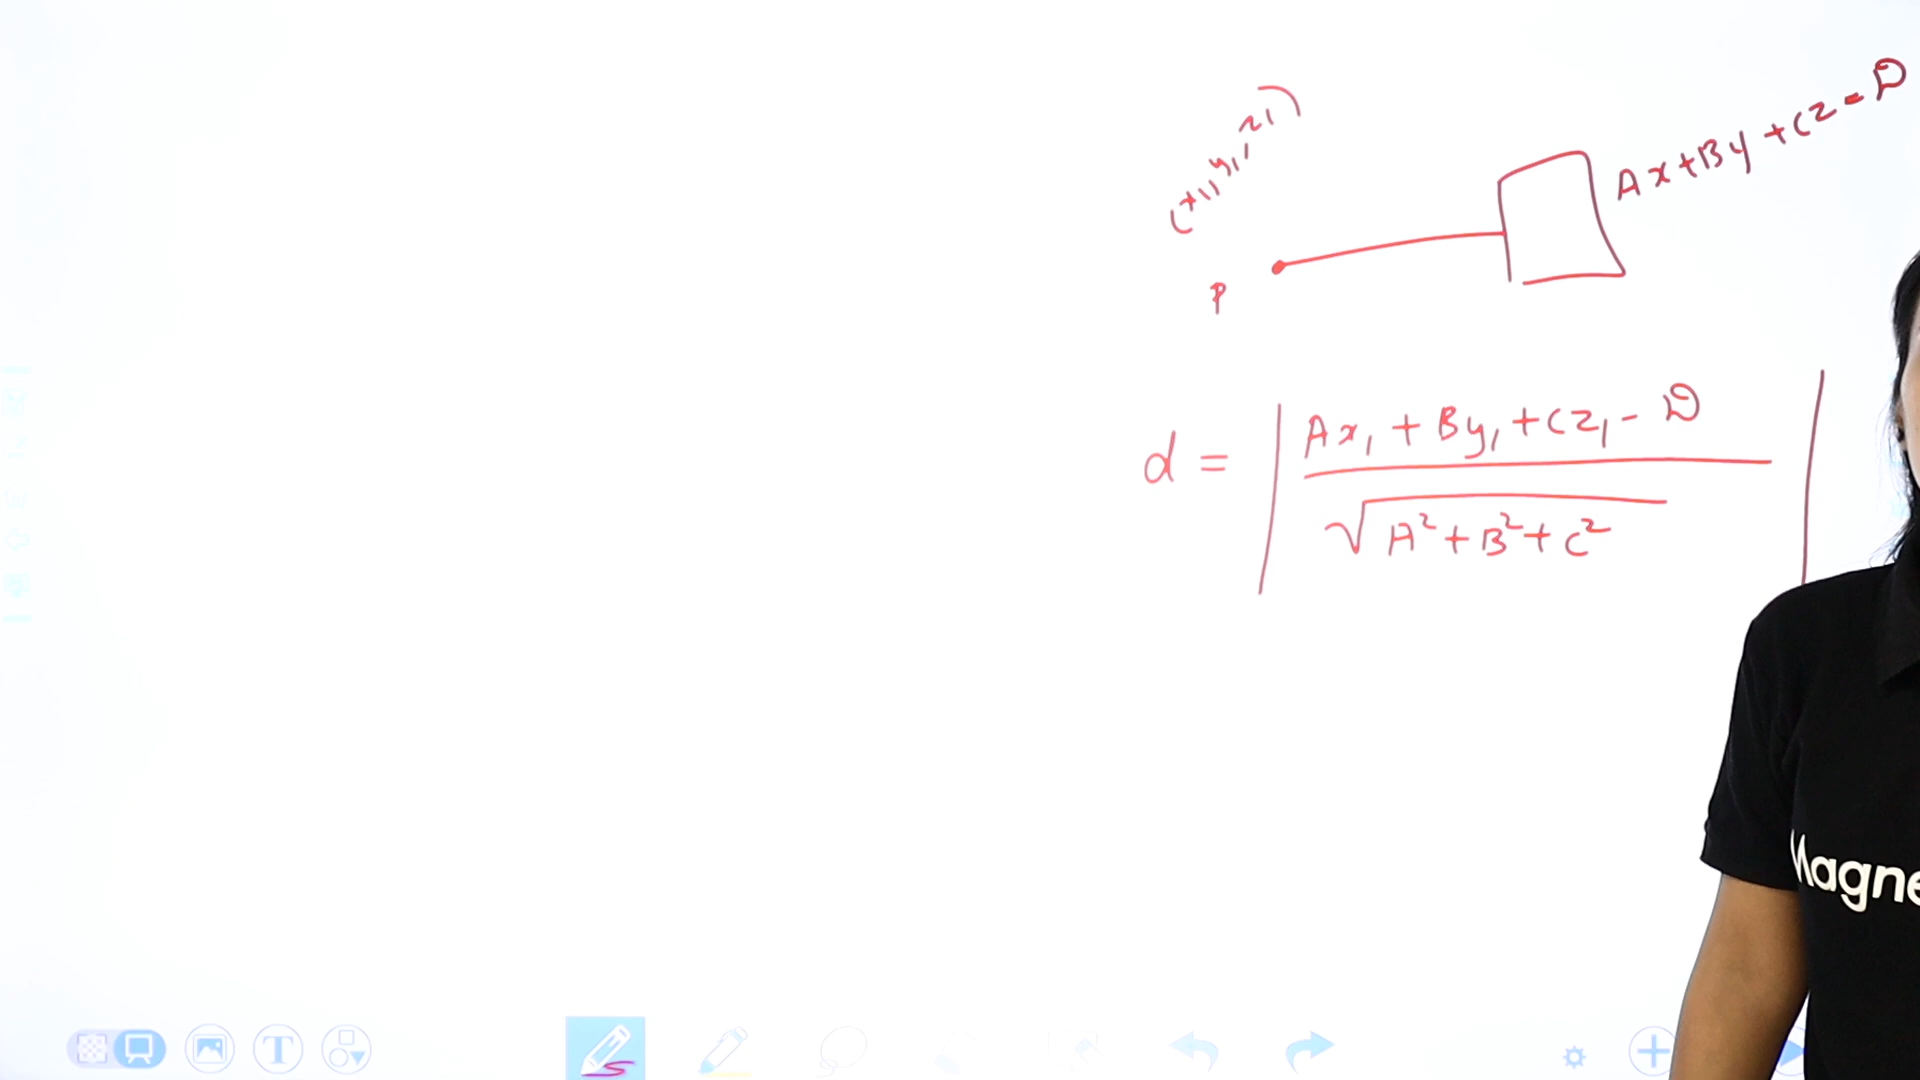 (x₁, y₁, z₁)
Ax + By + Cz = D
P
d = | Ax₁ + By₁ + Cz₁ - D / √A² + B² + C² |
Magne
T